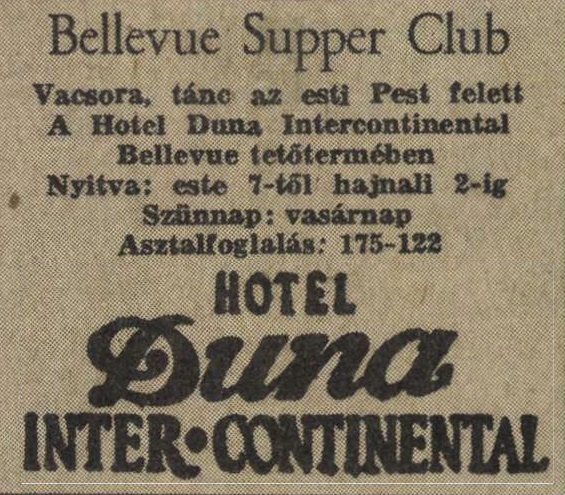 Bellevue Supper Club
Vacsora, tánc az esti Pest felett
A Hotel Duna Intercontinental
Bellevue tetőtermében
Nyitva: este 7-től hajnali 2-ig
Szünnap: vasárnap
Asztalfoglalás: 175-122
HOTEL
Duna
INTER•CONTINENTAL